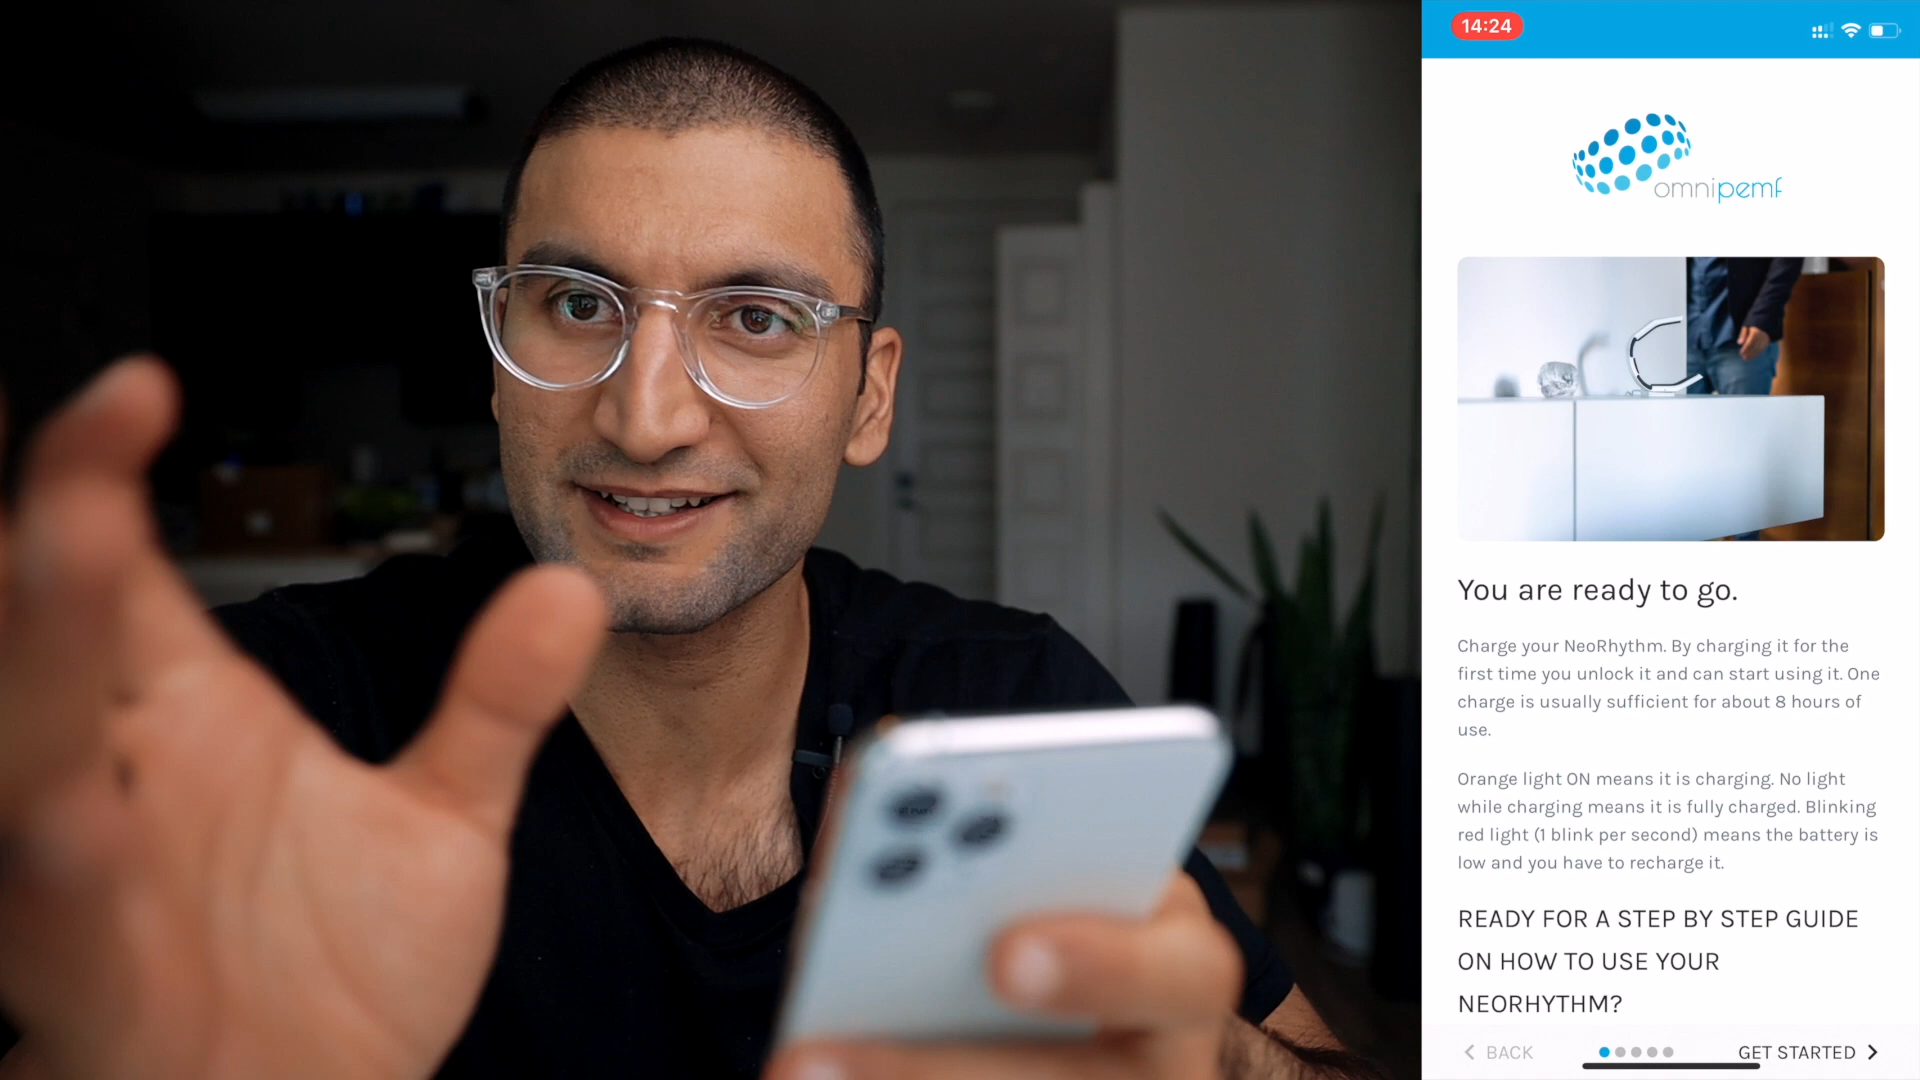 14:24
omnipemf
You are ready to go.
Charge your NeoRhythm. By charging it for the
first time you unlock it and can start using it. One
charge is usually sufficient for about 8 hours of
use.
Orange light ON means it is charging. No light
while charging means it is fully charged. Blinking
red light (1 blink per second) means the battery is
low and you have to recharge it.
READY FOR A STEP BY STEP GUIDE
ON HOW TO USE YOUR
NEORHYTHM?
BACK
GET STARTED